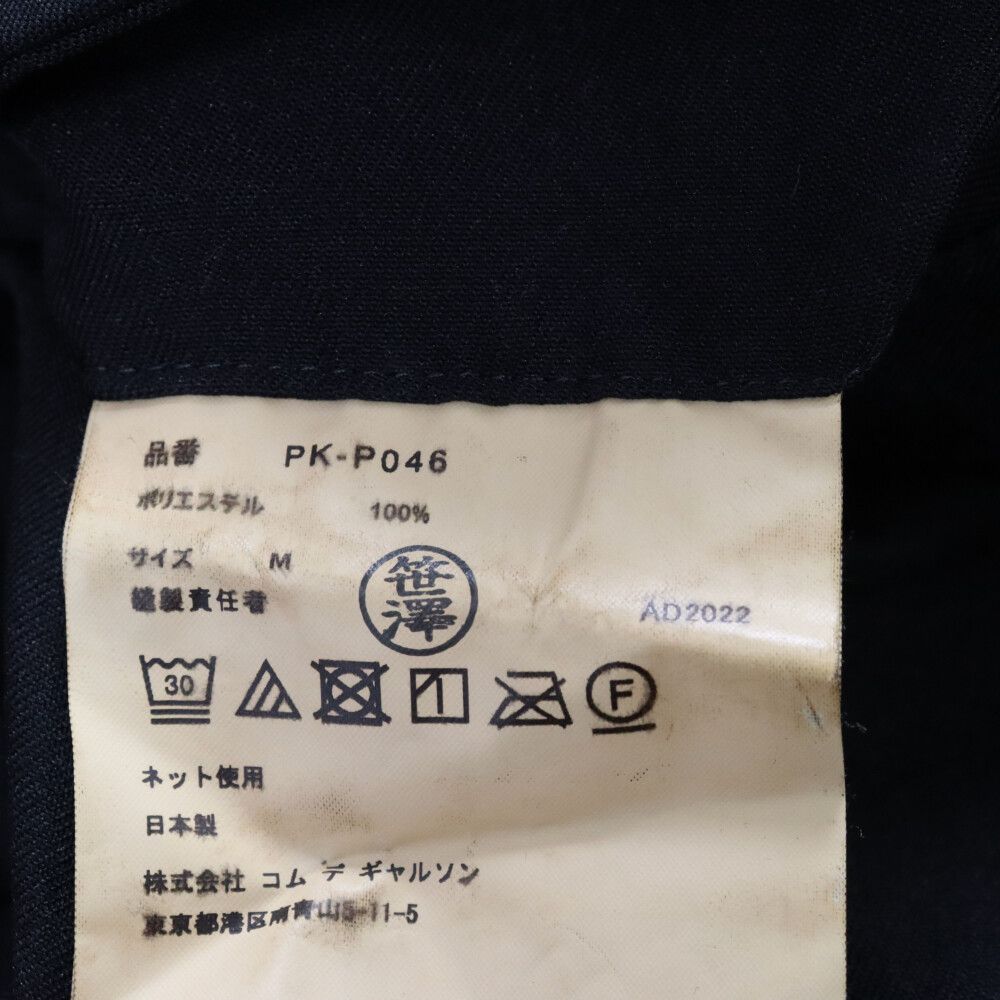 品番 PK-P046
ポリエステル 100%
サイズ M
縫製責任者 笹澤 AD2022
30 F
ネット使用
日本製
株式会社 コム デ ギャルソン
東京都港区南青山5-11-5